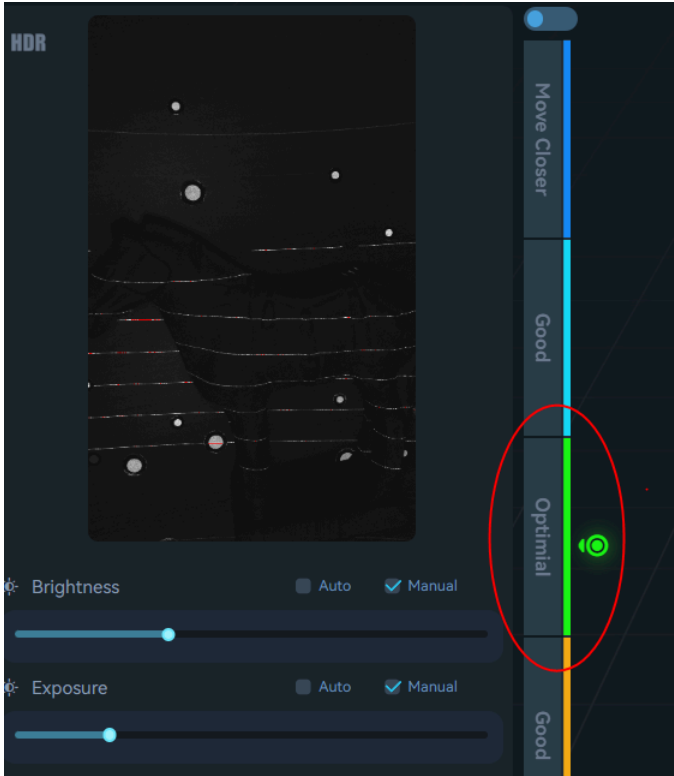 HDR
Move Closer
Good
Optimial
Good
Brightness
Auto
Manual
Exposure
Auto
Manual